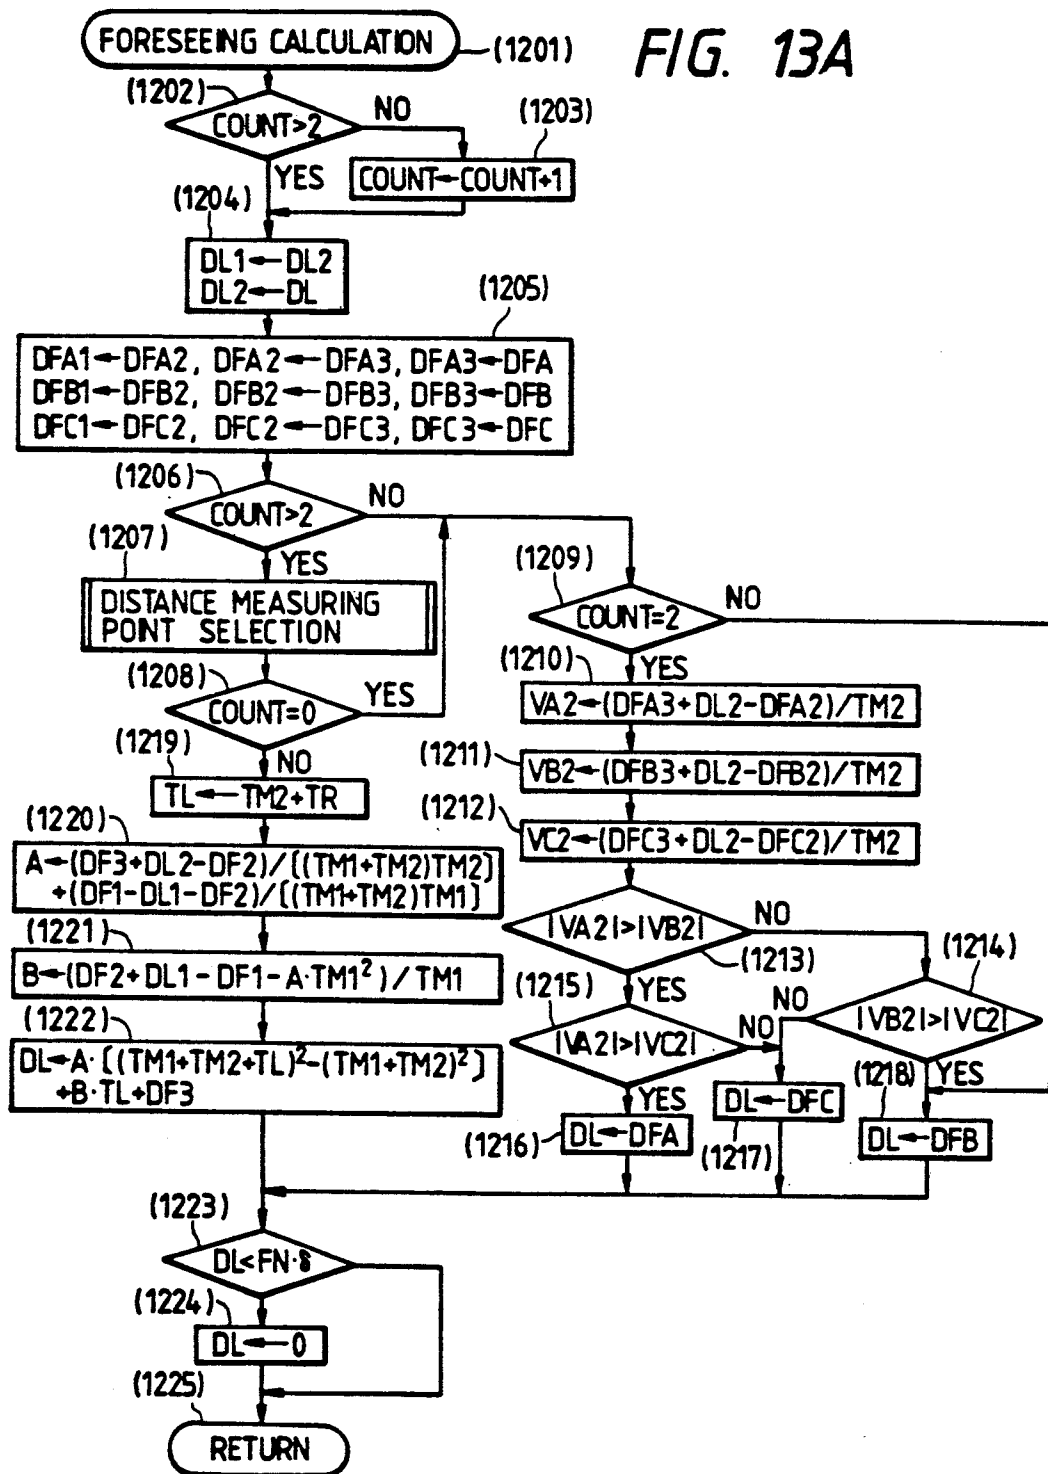 FIG. 13A
FORESEEING CALCULATION
(1201)
(1202)
COUNT>2
NO
YES
(1203)
COUNT←COUNT+1
(1204)
DL1←DL2
DL2←DL
(1205)
DFA1←DFA2, DFA2←DFA3, DFA3←DFA
DFB1←DFB2, DFB2←DFB3, DFB3←DFB
DFC1←DFC2, DFC2←DFC3, DFC3←DFC
(1206)
COUNT>2
NO
YES
(1207)
DISTANCE MEASURING
POINT SELECTION
(1208)
COUNT=0
YES
NO
(1209)
COUNT=2
NO
YES
(1210)
VA2←(DFA3+DL2-DFA2)/TM2
(1211)
VB2←(DFB3+DL2-DFB2)/TM2
(1212)
VC2←(DFC3+DL2-DFC2)/TM2
|VA2|>|VB2|
NO
(1213)
YES
(1214)
|VB2|>|VC2|
NO
YES
(1215)
|VA2|>|VC2|
NO
YES
(1216)
DL←DFA
(1217)
DL←DFC
(1218)
DL←DFB
(1219)
TL←TM2+TR
(1220)
A←(DF3+DL2-DF2)/[(TM1+TM2)TM2]
+(DF1-DL1-DF2)/[(TM1+TM2)TM1]
(1221)
B←(DF2+DL1-DF1-A·TM1²)/TM1
(1222)
DL←A·[(TM1+TM2+TL)²-(TM1+TM2)²]
+B·TL+DF3
(1223)
DL<FN·δ
(1224)
DL←0
(1225)
RETURN